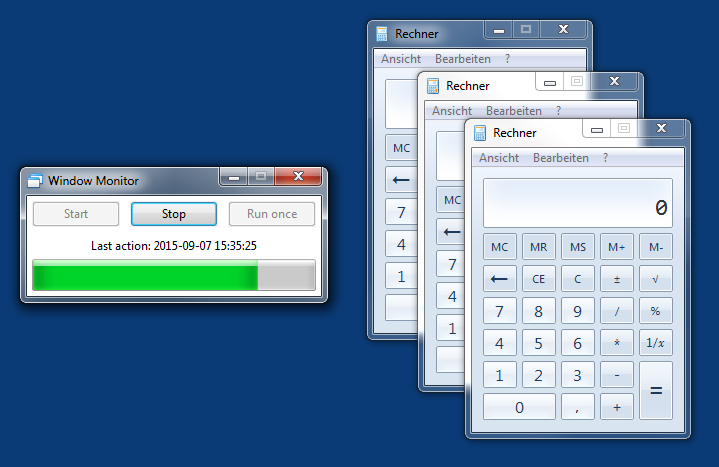 Window Monitor
Start Stop Run once
Last action: 2015-09-07 15:35:25
Rechner
Ansicht Bearbeiten ?
MC
←
7
4
1
Rechner
Ansicht Bearbeiten ?
MC
←
7
4
1
Rechner
Ansicht Bearbeiten ?
0
MC MR MS M+ M-
← CE C ± √
7 8 9 / %
4 5 6 * 1/x
1 2 3 - =
0 , +